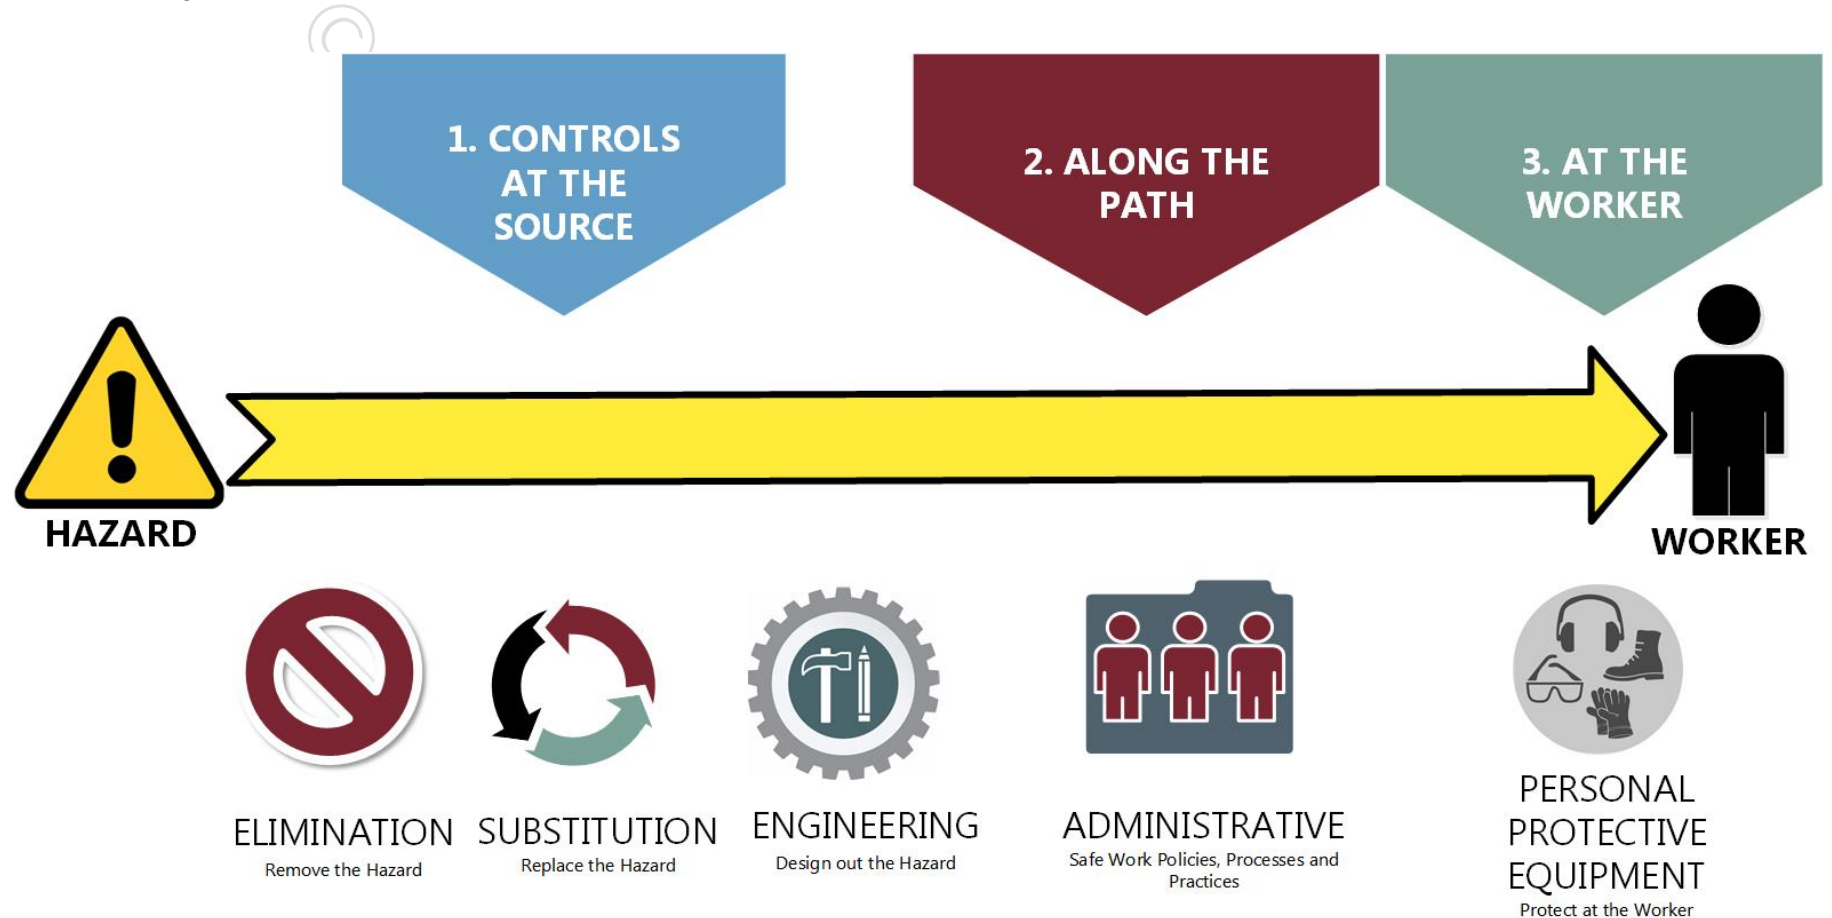 1. CONTROLS
AT THE
SOURCE
2. ALONG THE
PATH
3. AT THE
WORKER
HAZARD
WORKER
ELIMINATION
Remove the Hazard
SUBSTITUTION
Replace the Hazard
ENGINEERING
Design out the Hazard
ADMINISTRATIVE
Safe Work Policies, Processes and
Practices
PERSONAL
PROTECTIVE
EQUIPMENT
Protect at the Worker